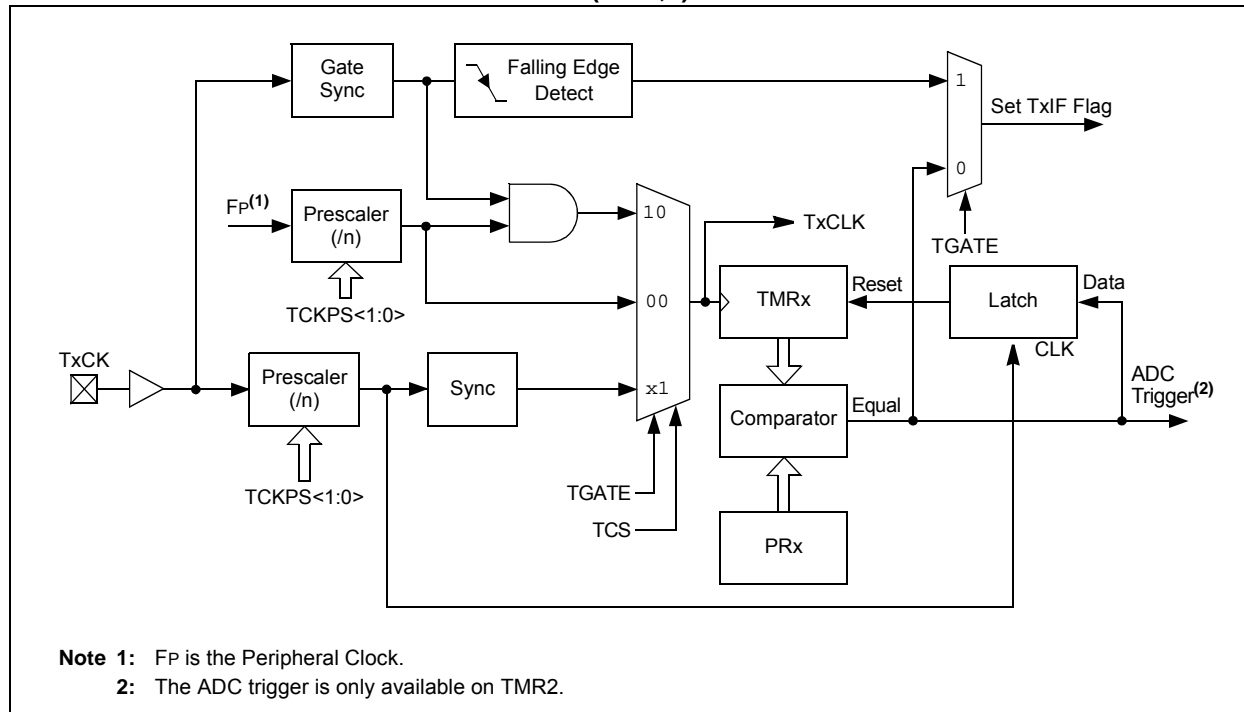 Gate
Sync
Falling Edge
Detect
1
Set TxIF Flag
0
FP(1)
Prescaler
(/n)
10
TxCLK
TGATE
TCKPS<1:0>
00
TMRx
Reset
Latch
Data
CLK
TxCK
Prescaler
(/n)
Sync
x1
Comparator
Equal
ADC
Trigger(2)
TCKPS<1:0>
TGATE
TCS
PRx
Note 1: FP is the Peripheral Clock.
2: The ADC trigger is only available on TMR2.